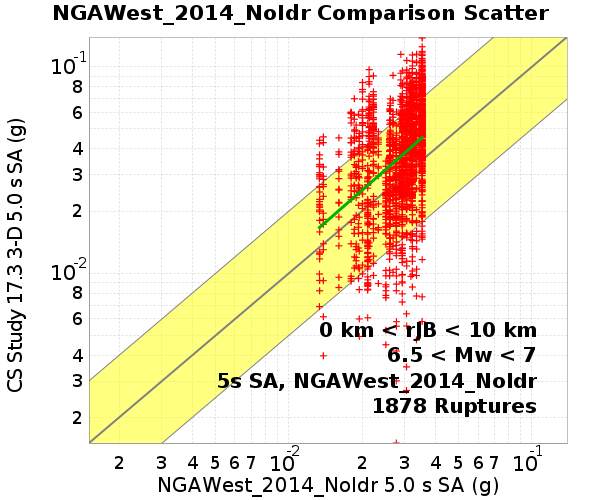 NGAWest_2014_NoIdr Comparison Scatter
CS Study 17.3 3-D 5.0 s SA (g)
10-1
8
6
4
3
2
10-2
8
6
4
3
2
0 km < rJB < 10 km
6.5 < Mw < 7
5s SA, NGAWest_2014_NoIdr
1878 Ruptures
2 3 4 5 6 7 10-2 2 3 4 5 6 7 10-1
NGAWest_2014_NoIdr 5.0 s SA (g)